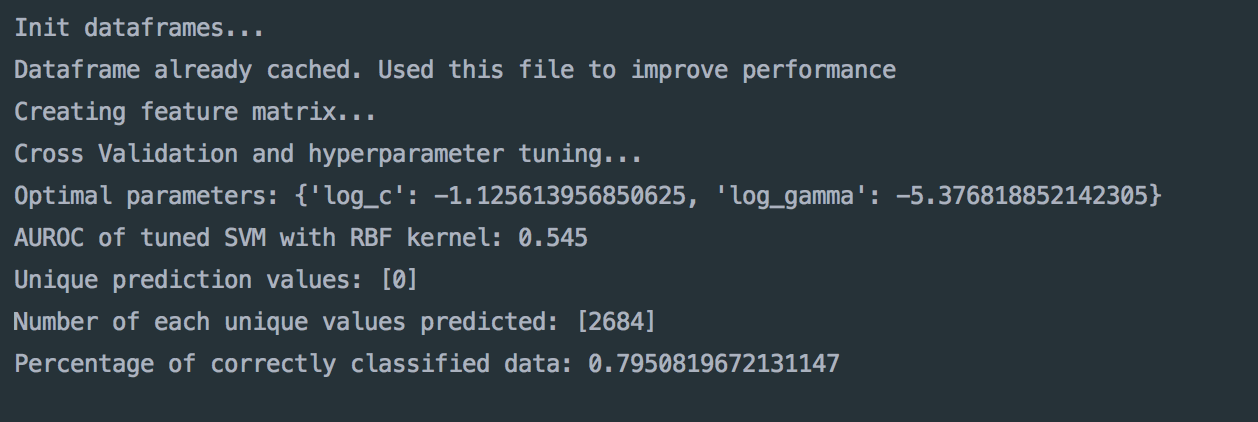 Init dataframes...
Dataframe already cached. Used this file to improve performance
Creating feature matrix...
Cross Validation and hyperparameter tuning...
Optimal parameters: {'log_c': -1.125613956850625, 'log_gamma': -5.376818852142305}
AUROC of tuned SVM with RBF kernel: 0.545
Unique prediction values: [0]
Number of each unique values predicted: [2684]
Percentage of correctly classified data: 0.7950819672131147